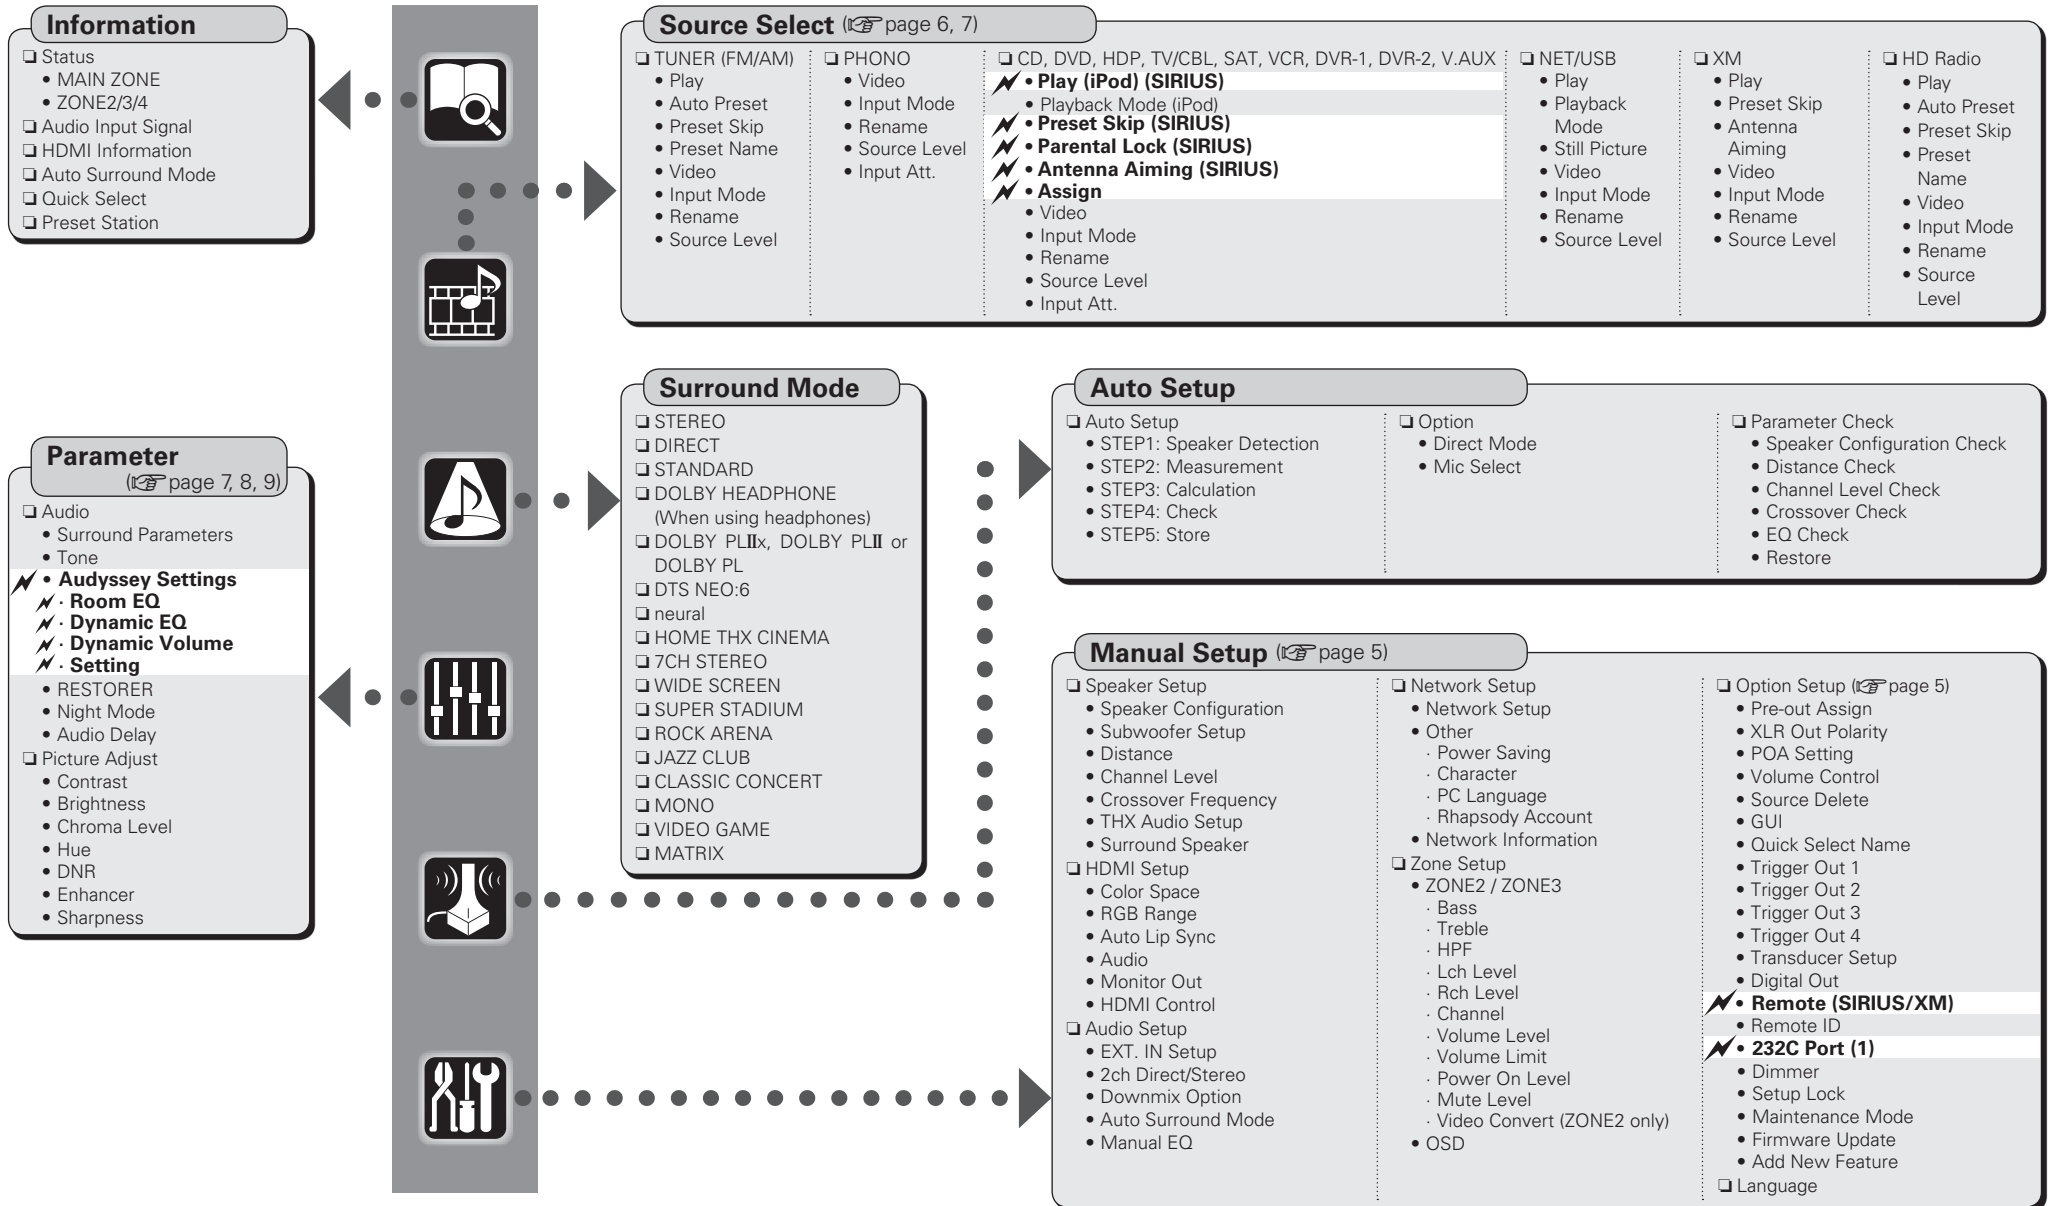 Information
❏ Status
• MAIN ZONE
• ZONE2/3/4
❏ Audio Input Signal
❏ HDMI Information
❏ Auto Surround Mode
❏ Quick Select
❏ Preset Station
Source Select (☞page 6, 7)
❏ TUNER (FM/AM)
• Play
• Auto Preset
• Preset Skip
• Preset Name
• Video
• Input Mode
• Rename
• Source Level
❏ PHONO
• Video
• Input Mode
• Rename
• Source Level
• Input Att.
❏ CD, DVD, HDP, TV/CBL, SAT, VCR, DVR-1, DVR-2, V.AUX
• Play (iPod) (SIRIUS)
• Playback Mode (iPod)
• Preset Skip (SIRIUS)
• Parental Lock (SIRIUS)
• Antenna Aiming (SIRIUS)
• Assign
• Video
• Input Mode
• Rename
• Source Level
• Input Att.
❏ NET/USB
• Play
• Playback
Mode
• Still Picture
• Video
• Input Mode
• Rename
• Source Level
❏ XM
• Play
• Preset Skip
• Antenna
Aiming
• Video
• Input Mode
• Rename
• Source Level
❏ HD Radio
• Play
• Auto Preset
• Preset Skip
• Preset
Name
• Video
• Input Mode
• Rename
• Source
Level
Parameter
(☞page 7, 8, 9)
❏ Audio
• Surround Parameters
• Tone
• Audyssey Settings
· Room EQ
· Dynamic EQ
· Dynamic Volume
· Setting
• RESTORER
• Night Mode
• Audio Delay
❏ Picture Adjust
• Contrast
• Brightness
• Chroma Level
• Hue
• DNR
• Enhancer
• Sharpness
Surround Mode
❏ STEREO
❏ DIRECT
❏ STANDARD
❏ DOLBY HEADPHONE
(When using headphones)
❏ DOLBY PLIIx, DOLBY PLII or
DOLBY PL
❏ DTS NEO:6
❏ neural
❏ HOME THX CINEMA
❏ 7CH STEREO
❏ WIDE SCREEN
❏ SUPER STADIUM
❏ ROCK ARENA
❏ JAZZ CLUB
❏ CLASSIC CONCERT
❏ MONO
❏ VIDEO GAME
❏ MATRIX
Auto Setup
❏ Auto Setup
• STEP1: Speaker Detection
• STEP2: Measurement
• STEP3: Calculation
• STEP4: Check
• STEP5: Store
❏ Option
• Direct Mode
• Mic Select
❏ Parameter Check
• Speaker Configuration Check
• Distance Check
• Channel Level Check
• Crossover Check
• EQ Check
• Restore
Manual Setup (☞page 5)
❏ Speaker Setup
• Speaker Configuration
• Subwoofer Setup
• Distance
• Channel Level
• Crossover Frequency
• THX Audio Setup
• Surround Speaker
❏ HDMI Setup
• Color Space
• RGB Range
• Auto Lip Sync
• Audio
• Monitor Out
• HDMI Control
❏ Audio Setup
• EXT. IN Setup
• 2ch Direct/Stereo
• Downmix Option
• Auto Surround Mode
• Manual EQ
❏ Network Setup
• Network Setup
• Other
· Power Saving
· Character
· PC Language
· Rhapsody Account
• Network Information
❏ Zone Setup
• ZONE2 / ZONE3
· Bass
· Treble
· HPF
· Lch Level
· Rch Level
· Channel
· Volume Level
· Volume Limit
· Power On Level
· Mute Level
· Video Convert (ZONE2 only)
• OSD
❏ Option Setup (☞page 5)
• Pre-out Assign
• XLR Out Polarity
• POA Setting
• Volume Control
• Source Delete
• GUI
• Quick Select Name
• Trigger Out 1
• Trigger Out 2
• Trigger Out 3
• Trigger Out 4
• Transducer Setup
• Digital Out
• Remote (SIRIUS/XM)
• Remote ID
• 232C Port (1)
• Dimmer
• Setup Lock
• Maintenance Mode
• Firmware Update
• Add New Feature
❏ Language